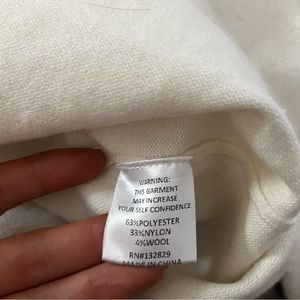 WARNING:
THIS GARMENT
MAY INCREASE
YOUR SELF CONFIDENCE
63%POLYESTER
33%NYLON
4%WOOL
RN#132829
MADE IN CHINA